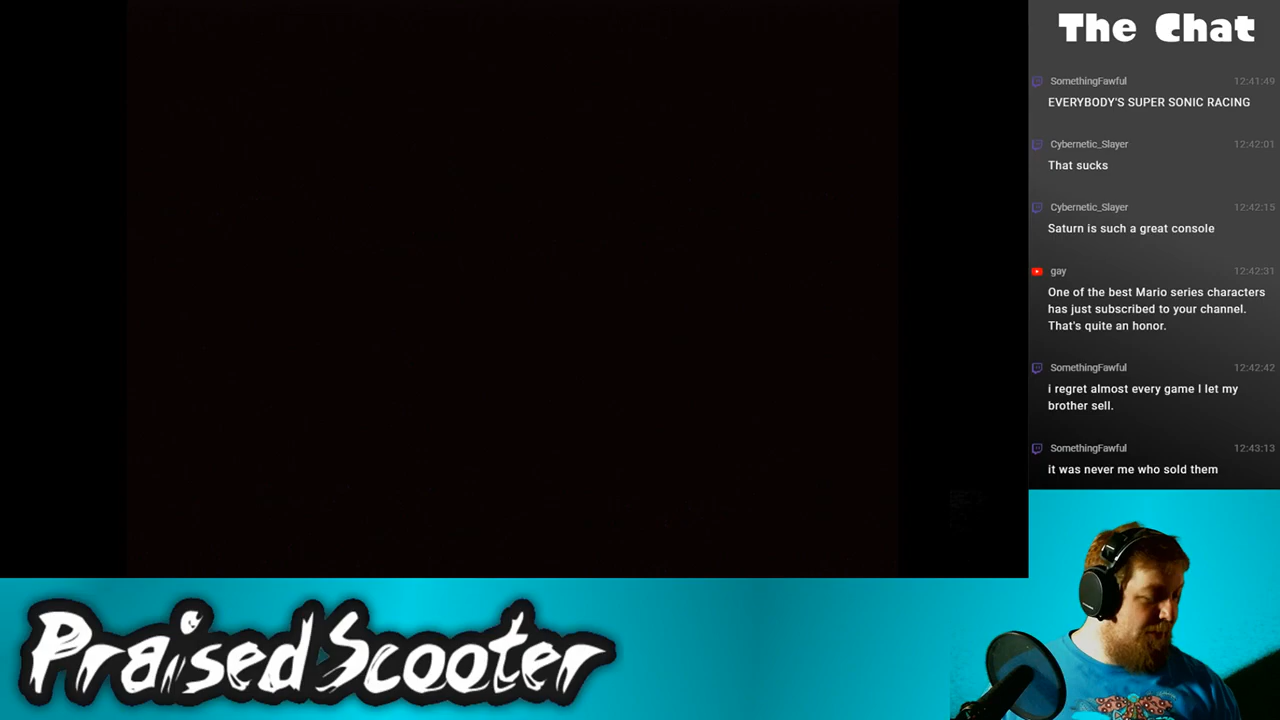 The Chat
SomethingFawful 12:41:49
EVERYBODY'S SUPER SONIC RACING
Cybernetic_Slayer 12:42:01
That sucks
Cybernetic_Slayer 12:42:15
Saturn is such a great console
gay 12:42:31
One of the best Mario series characters
has just subscribed to your channel.
That's quite an honor.
SomethingFawful 12:42:42
i regret almost every game I let my
brother sell.
SomethingFawful 12:43:13
it was never me who sold them
PraisedScooter